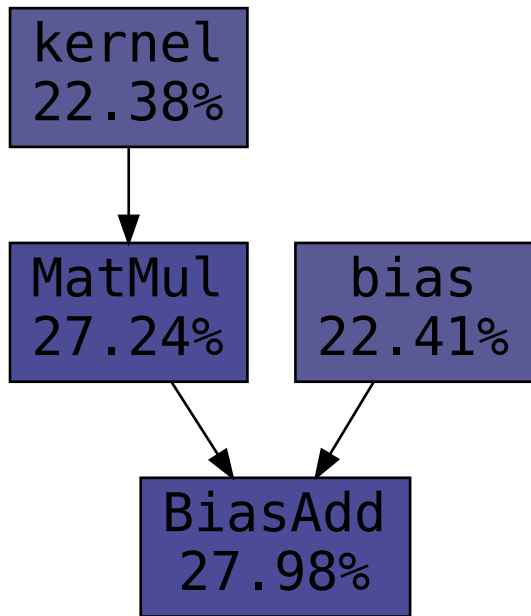 kernel
22.38%
MatMul
27.24%
bias
22.41%
BiasAdd
27.98%